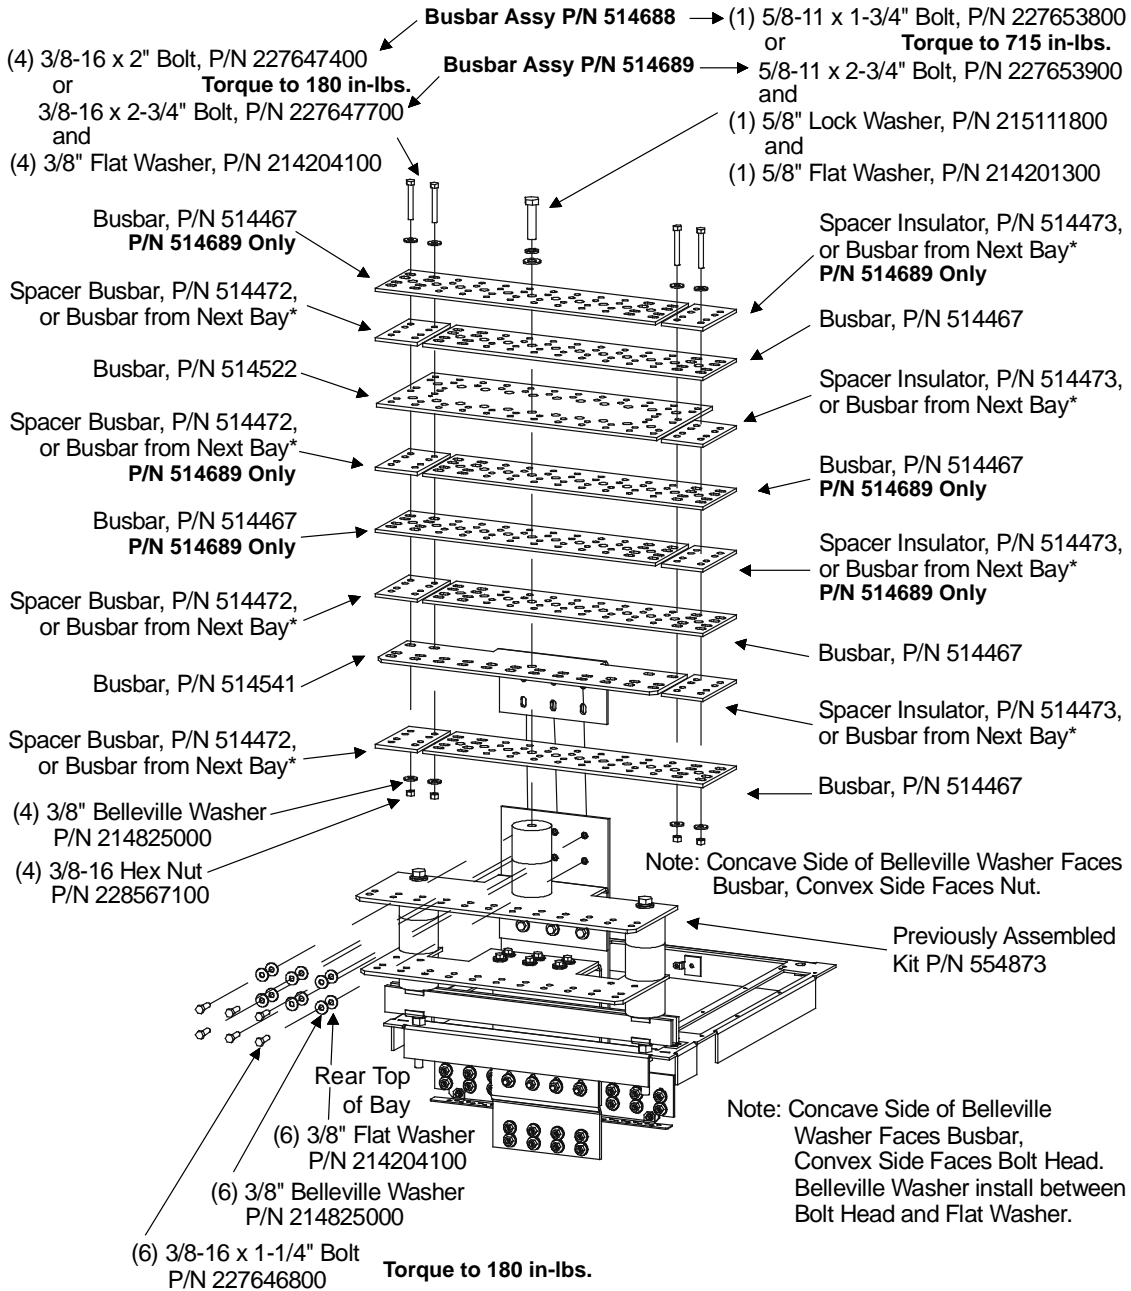 Busbar Assy P/N 514688
(1) 5/8-11 x 1-3/4" Bolt, P/N 227653800
or
Torque to 715 in-lbs.
5/8-11 x 2-3/4" Bolt, P/N 227653900
and
(1) 5/8" Lock Washer, P/N 215111800
and
(1) 5/8" Flat Washer, P/N 214201300
(4) 3/8-16 x 2" Bolt, P/N 227647400
or
Torque to 180 in-lbs.
Busbar Assy P/N 514689
3/8-16 x 2-3/4" Bolt, P/N 227647700
and
(4) 3/8" Flat Washer, P/N 214204100
Busbar, P/N 514467
P/N 514689 Only
Spacer Busbar, P/N 514472,
or Busbar from Next Bay*
Busbar, P/N 514522
Spacer Busbar, P/N 514472,
or Busbar from Next Bay*
P/N 514689 Only
Busbar, P/N 514467
P/N 514689 Only
Spacer Busbar, P/N 514472,
or Busbar from Next Bay*
Busbar, P/N 514541
Spacer Busbar, P/N 514472,
or Busbar from Next Bay*
(4) 3/8" Belleville Washer
P/N 214825000
(4) 3/8-16 Hex Nut
P/N 228567100
Spacer Insulator, P/N 514473,
or Busbar from Next Bay*
P/N 514689 Only
Busbar, P/N 514467
Spacer Insulator, P/N 514473,
or Busbar from Next Bay*
Busbar, P/N 514467
P/N 514689 Only
Spacer Insulator, P/N 514473,
or Busbar from Next Bay*
P/N 514689 Only
Busbar, P/N 514467
Spacer Insulator, P/N 514473,
or Busbar from Next Bay*
Busbar, P/N 514467
Note: Concave Side of Belleville Washer Faces
Busbar, Convex Side Faces Nut.
Previously Assembled
Kit P/N 554873
Rear Top
of Bay
(6) 3/8" Flat Washer
P/N 214204100
(6) 3/8" Belleville Washer
P/N 214825000
(6) 3/8-16 x 1-1/4" Bolt
P/N 227646800
Torque to 180 in-lbs.
Note: Concave Side of Belleville
Washer Faces Busbar,
Convex Side Faces Bolt Head.
Belleville Washer install between
Bolt Head and Flat Washer.